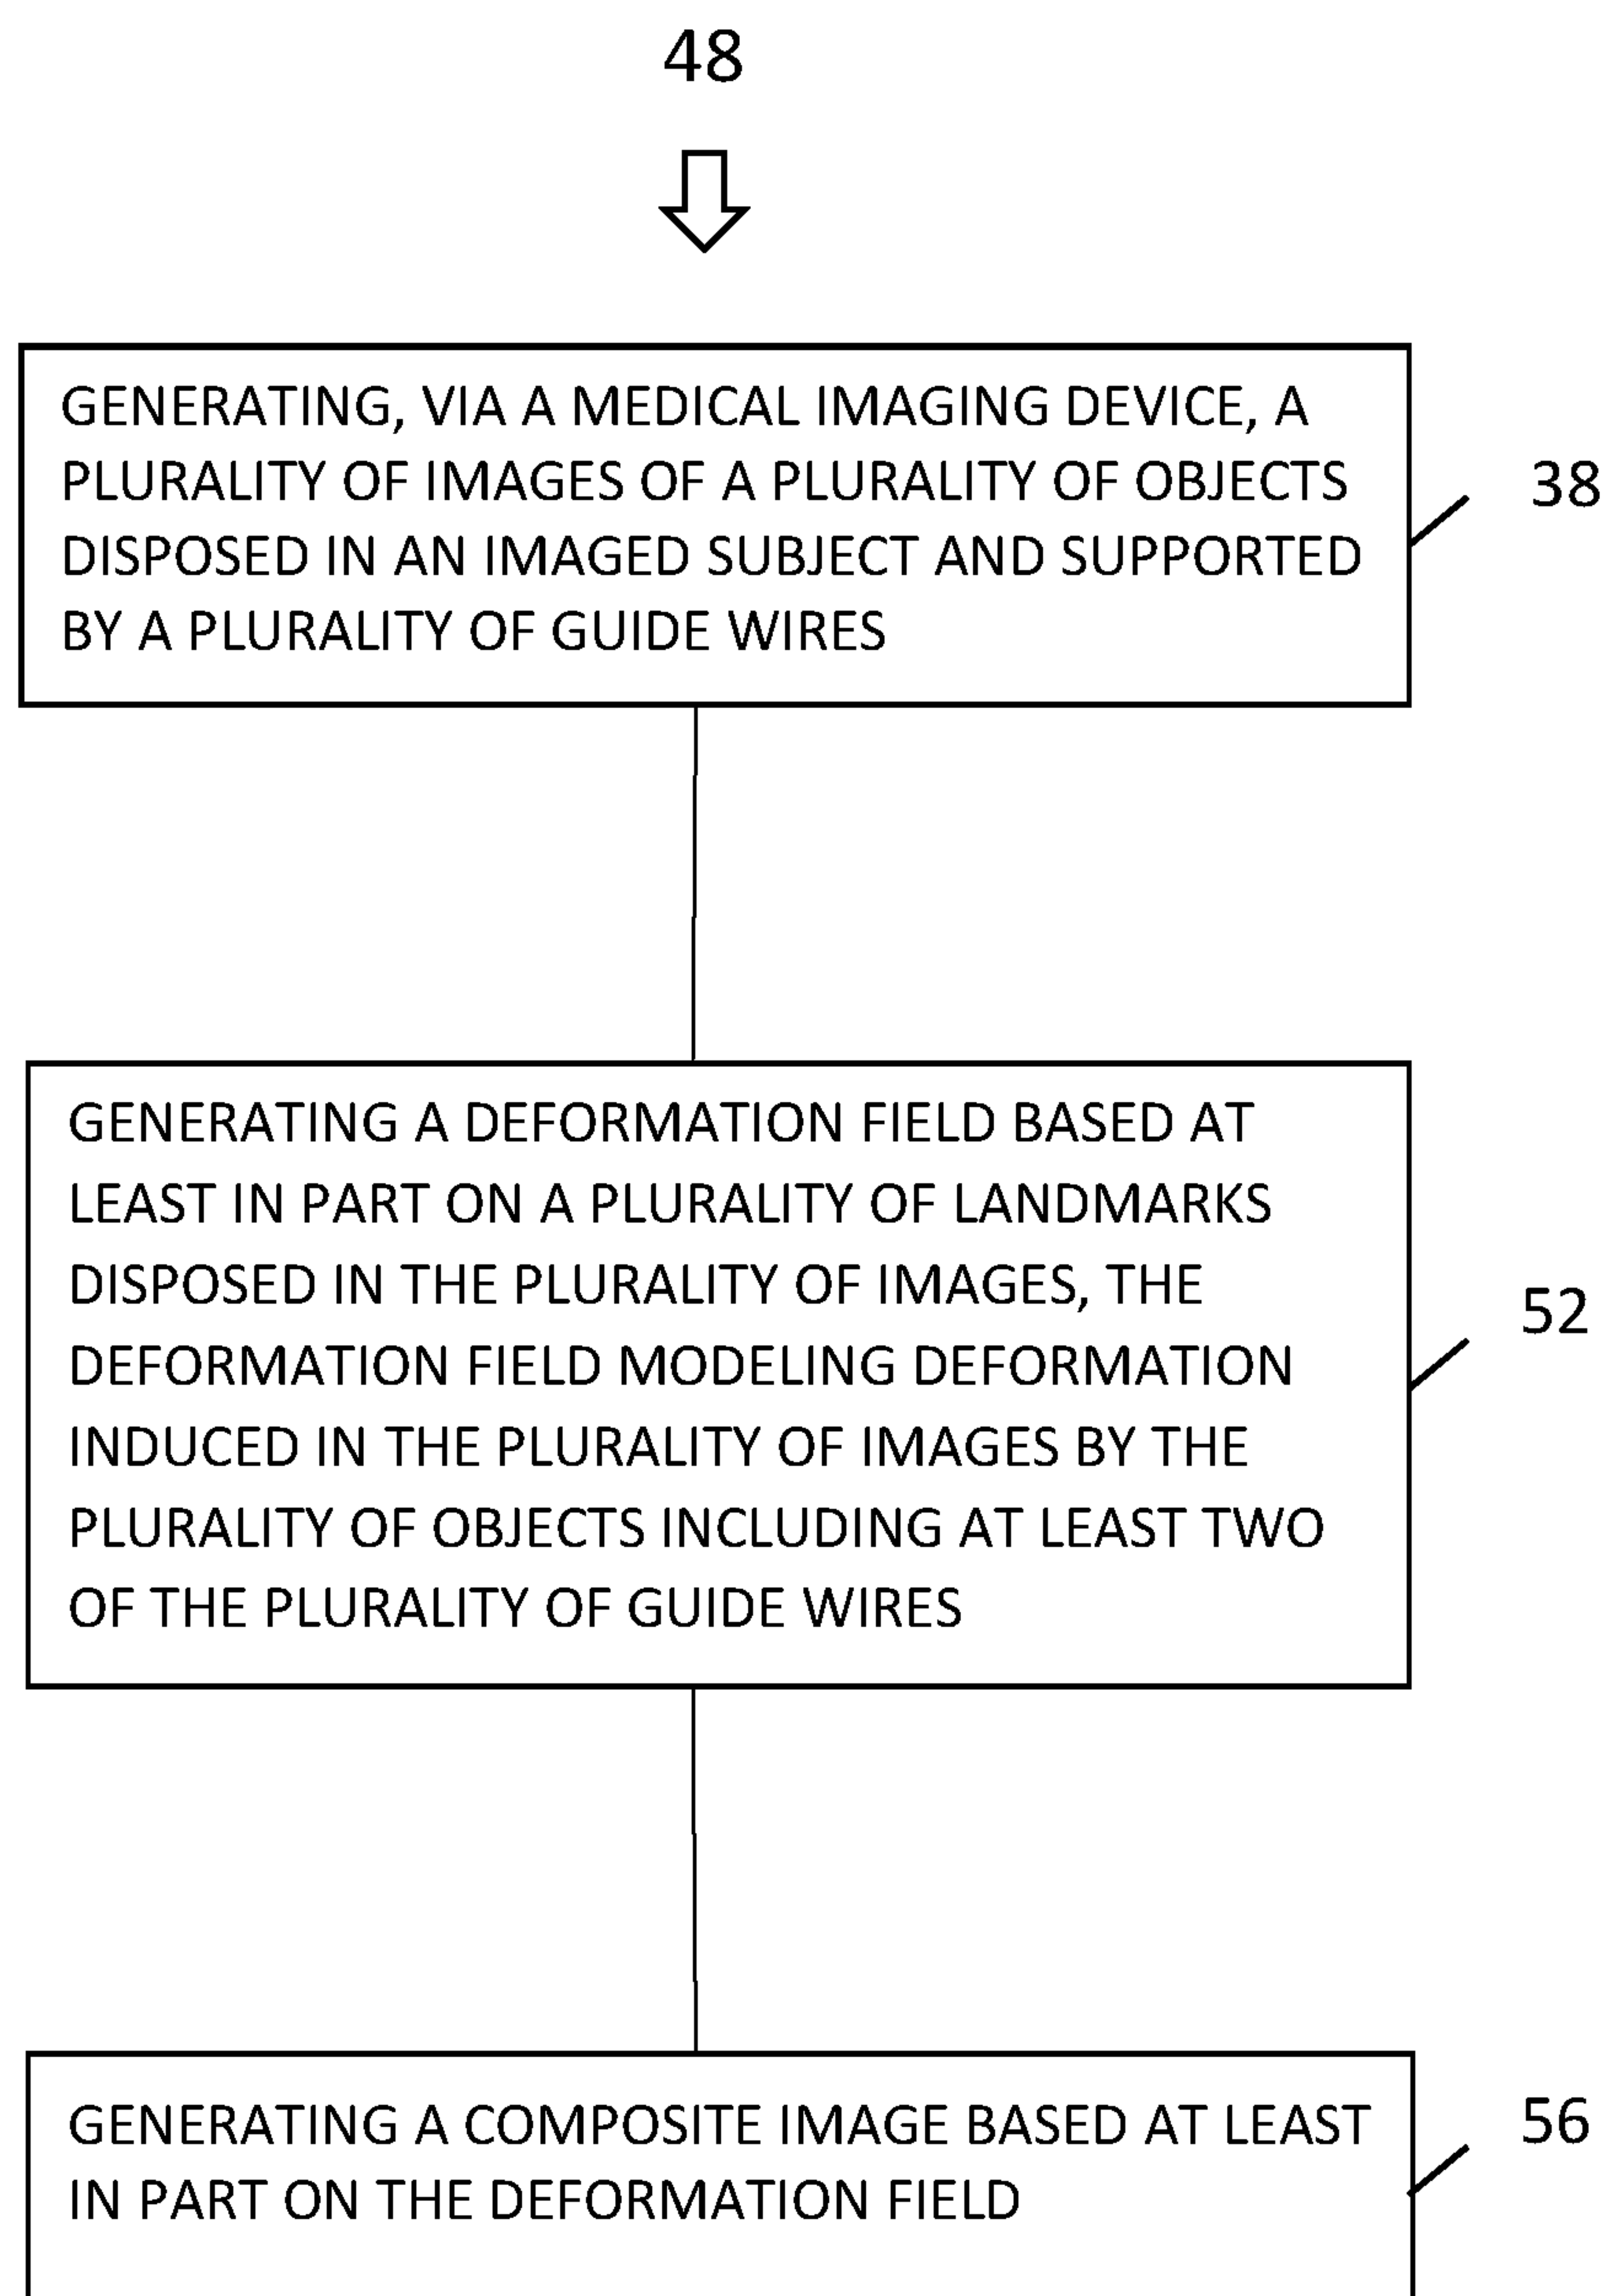 48
GENERATING, VIA A MEDICAL IMAGING DEVICE, A
PLURALITY OF IMAGES OF A PLURALITY OF OBJECTS
DISPOSED IN AN IMAGED SUBJECT AND SUPPORTED
BY A PLURALITY OF GUIDE WIRES
38
GENERATING A DEFORMATION FIELD BASED AT
LEAST IN PART ON A PLURALITY OF LANDMARKS
DISPOSED IN THE PLURALITY OF IMAGES, THE
DEFORMATION FIELD MODELING DEFORMATION
INDUCED IN THE PLURALITY OF IMAGES BY THE
PLURALITY OF OBJECTS INCLUDING AT LEAST TWO
OF THE PLURALITY OF GUIDE WIRES
52
GENERATING A COMPOSITE IMAGE BASED AT LEAST
IN PART ON THE DEFORMATION FIELD
56